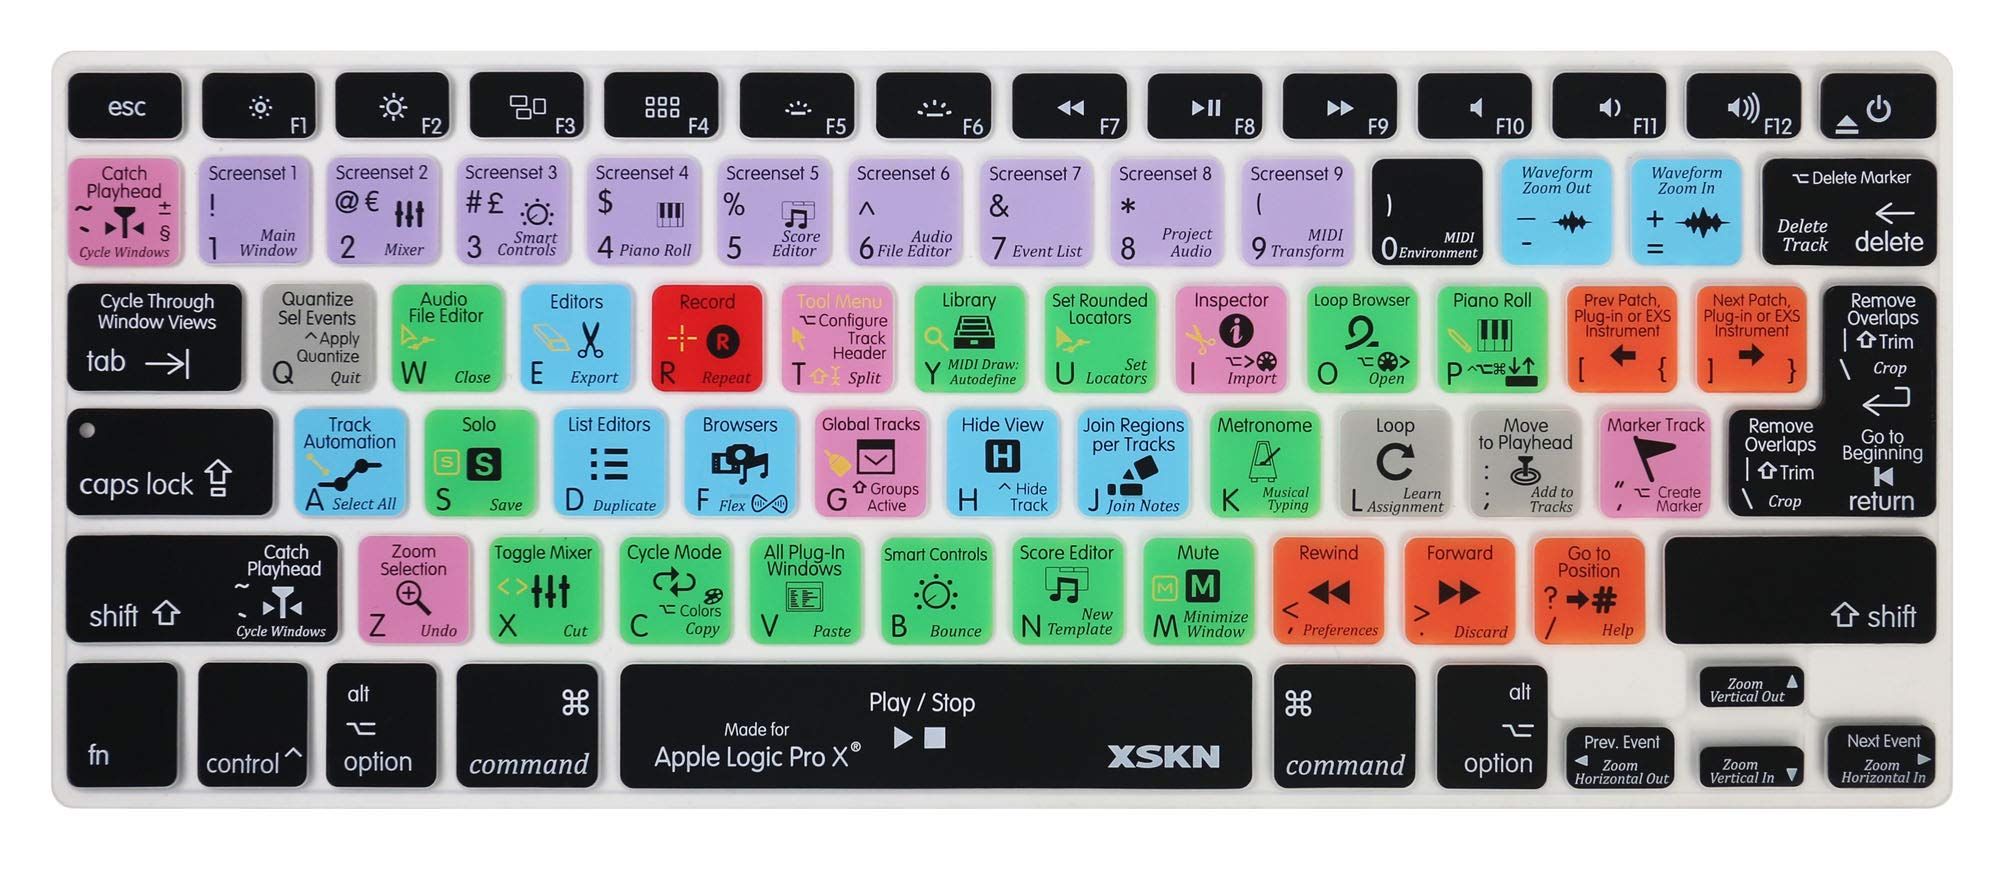 esc
F1
F2
F3
F4
F5
F6
F7
F8
F9
F10
F11
F12
Catch
Playhead
~ ±
` §
Cycle Windows
Screenset 1
!
1 Main
Window
Screenset 2
@ €
2 Mixer
Screenset 3
# £
3 Smart
Controls
Screenset 4
$
4 Piano Roll
Screenset 5
%
5 Score
Editor
Screenset 6
^
6 Audio
File Editor
Screenset 7
&
7 Event List
Screenset 8
*
8 Project
Audio
Screenset 9
(
9 MIDI
Transform
)
0 MIDI
Environment
Waveform
Zoom Out
—
-
Waveform
Zoom In
+
=
⌥ Delete Marker
Delete
Track
←
delete
Cycle Through
Window Views
tab →|
Quantize
Sel Events
^ Apply
Quantize
Q Quit
Audio
File Editor
W Close
Editors
E Export
Record
R
R Repeat
Tool Menu
⌥ Configure
Track
Header
T Split
Library
Y MIDI Draw:
Autodefine
Set Rounded
Locators
U Set
Locators
Inspector
i
⌥>
I Import
Loop Browser
⌥ >
O Open
Piano Roll
P ^⌥⌘↓↑
Prev Patch,
Plug-in or EXS
Instrument
←
[ {
Next Patch,
Plug-in or EXS
Instrument
→
] }
Remove
Overlaps
| ⇧ Trim
\ Crop
Go to
Beginning
return
caps lock
Track
Automation
A Select All
Solo
S S
S Save
List Editors
D Duplicate
Browsers
F Flex
Global Tracks
⇧ Groups
G Active
Hide View
H
^ Hide
H Track
Join Regions
per Tracks
J Join Notes
Metronome
K Musical
Typing
Loop
L Learn
Assignment
Move
to Playhead
:
; Add to
Tracks
Marker Track
" ⌥ Create
' Marker
Remove
Overlaps
| ⇧ Trim
\ Crop
shift ⇧
Catch
Playhead
~
`
Cycle Windows
Zoom
Selection
Z Undo
Toggle Mixer
< >
X Cut
Cycle Mode
⌥ Colors
C Copy
All Plug-In
Windows
V Paste
Smart Controls
B Bounce
Score Editor
N New
Template
Mute
M M
M Minimize
Window
Rewind
<
, Preferences
Forward
>
. Discard
Go to
Position
? →#
/ Help
⇧ shift
fn
control ^
alt
⌥
option
⌘
command
Play / Stop
Made for
Apple Logic Pro X®
XSKN
⌘
command
alt
⌥
option
Zoom
Vertical Out
Prev. Event
Zoom
Horizontal Out
Zoom
Vertical In
Next Event
Zoom
Horizontal In